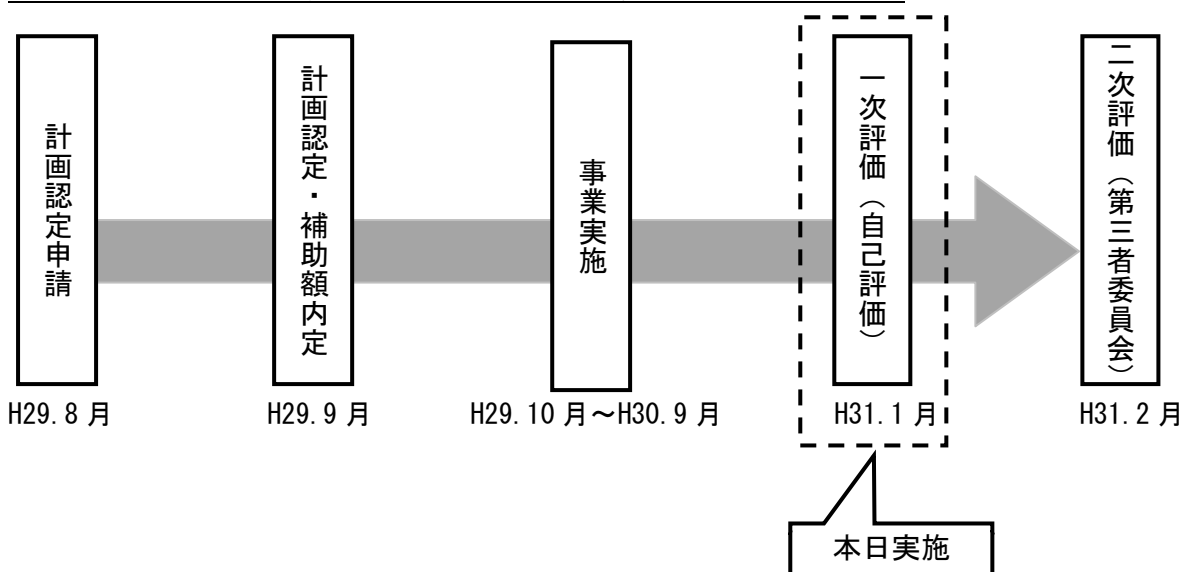 計画認定申請
計画認定・補助額内定
事業実施
一次評価（自己評価）
二次評価（第三者委員会）
H29.8 月
H29.9 月
H29.10 月～H30.9 月
H31.1 月
H31.2 月
本日実施